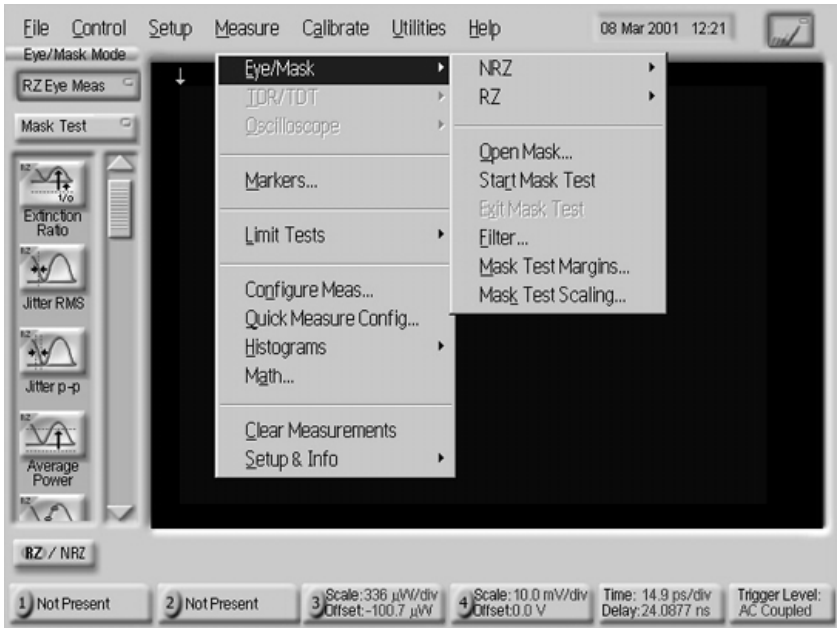 File Control Setup Measure Calibrate Utilities Help 08 Mar 2001 12:21
Eye/Mask Mode
RZ Eye Meas
Mask Test
Extinction
Ratio
Jitter RMS
Jitter p-p
Average
Power
RZ / NRZ
Eye/Mask
TDR/TDT
Oscilloscope
Markers...
Limit Tests
Configure Meas...
Quick Measure Config...
Histograms
Math...
Clear Measurements
Setup & Info
NRZ
RZ
Open Mask...
Start Mask Test
Exit Mask Test
Filter...
Mask Test Margins...
Mask Test Scaling...
1) Not Present
2) Not Present
3) Scale:336 µW/div
Offset:-100.7 µW
4) Scale:10.0 mV/div
Offset:0.0 V
Time: 14.9 ps/div
Delay:24.0877 ns
Trigger Level:
AC Coupled